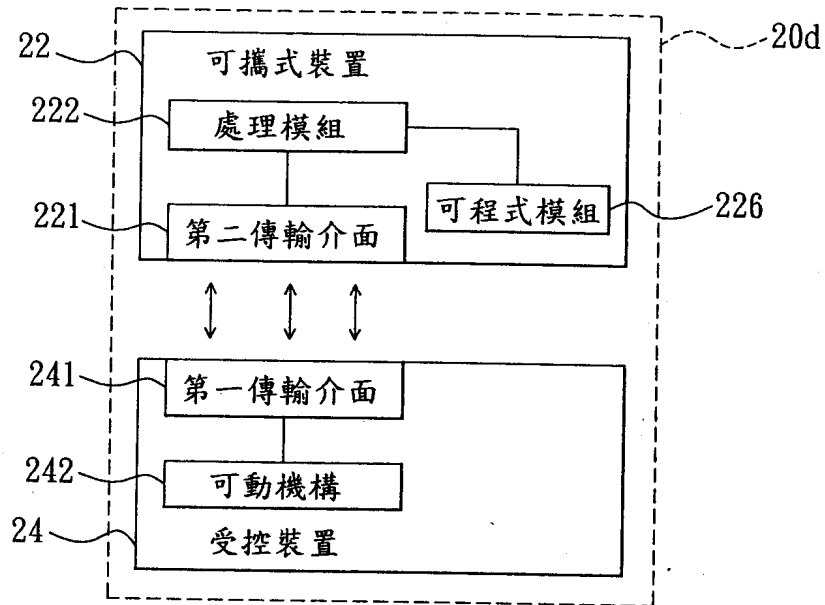 20d
22
可攜式裝置
222
處理模組
221
第二傳輸介面
可程式模組
226
241
第一傳輸介面
242
可動機構
24
受控裝置